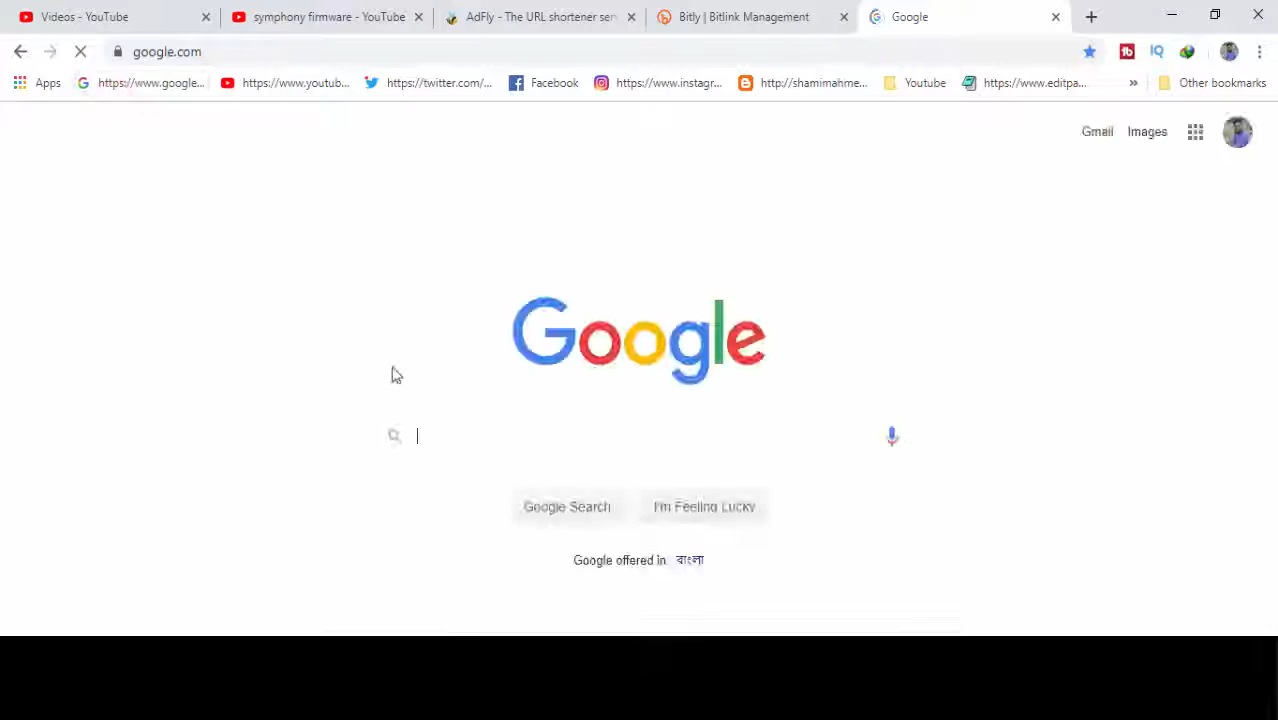 Videos - YouTube
symphony firmware - YouTube
AdFly - The URL shortener serv
Bitly | Bitlink Management
Google
google.com
Apps
https://www.google...
https://www.youtub...
https://twitter.com/...
Facebook
https://www.instagr...
http://shamimahme...
Youtube
https://www.editpa...
Other bookmarks
Gmail
Images
Google
Google Search
I'm Feeling Lucky
Google offered in: বাংলা